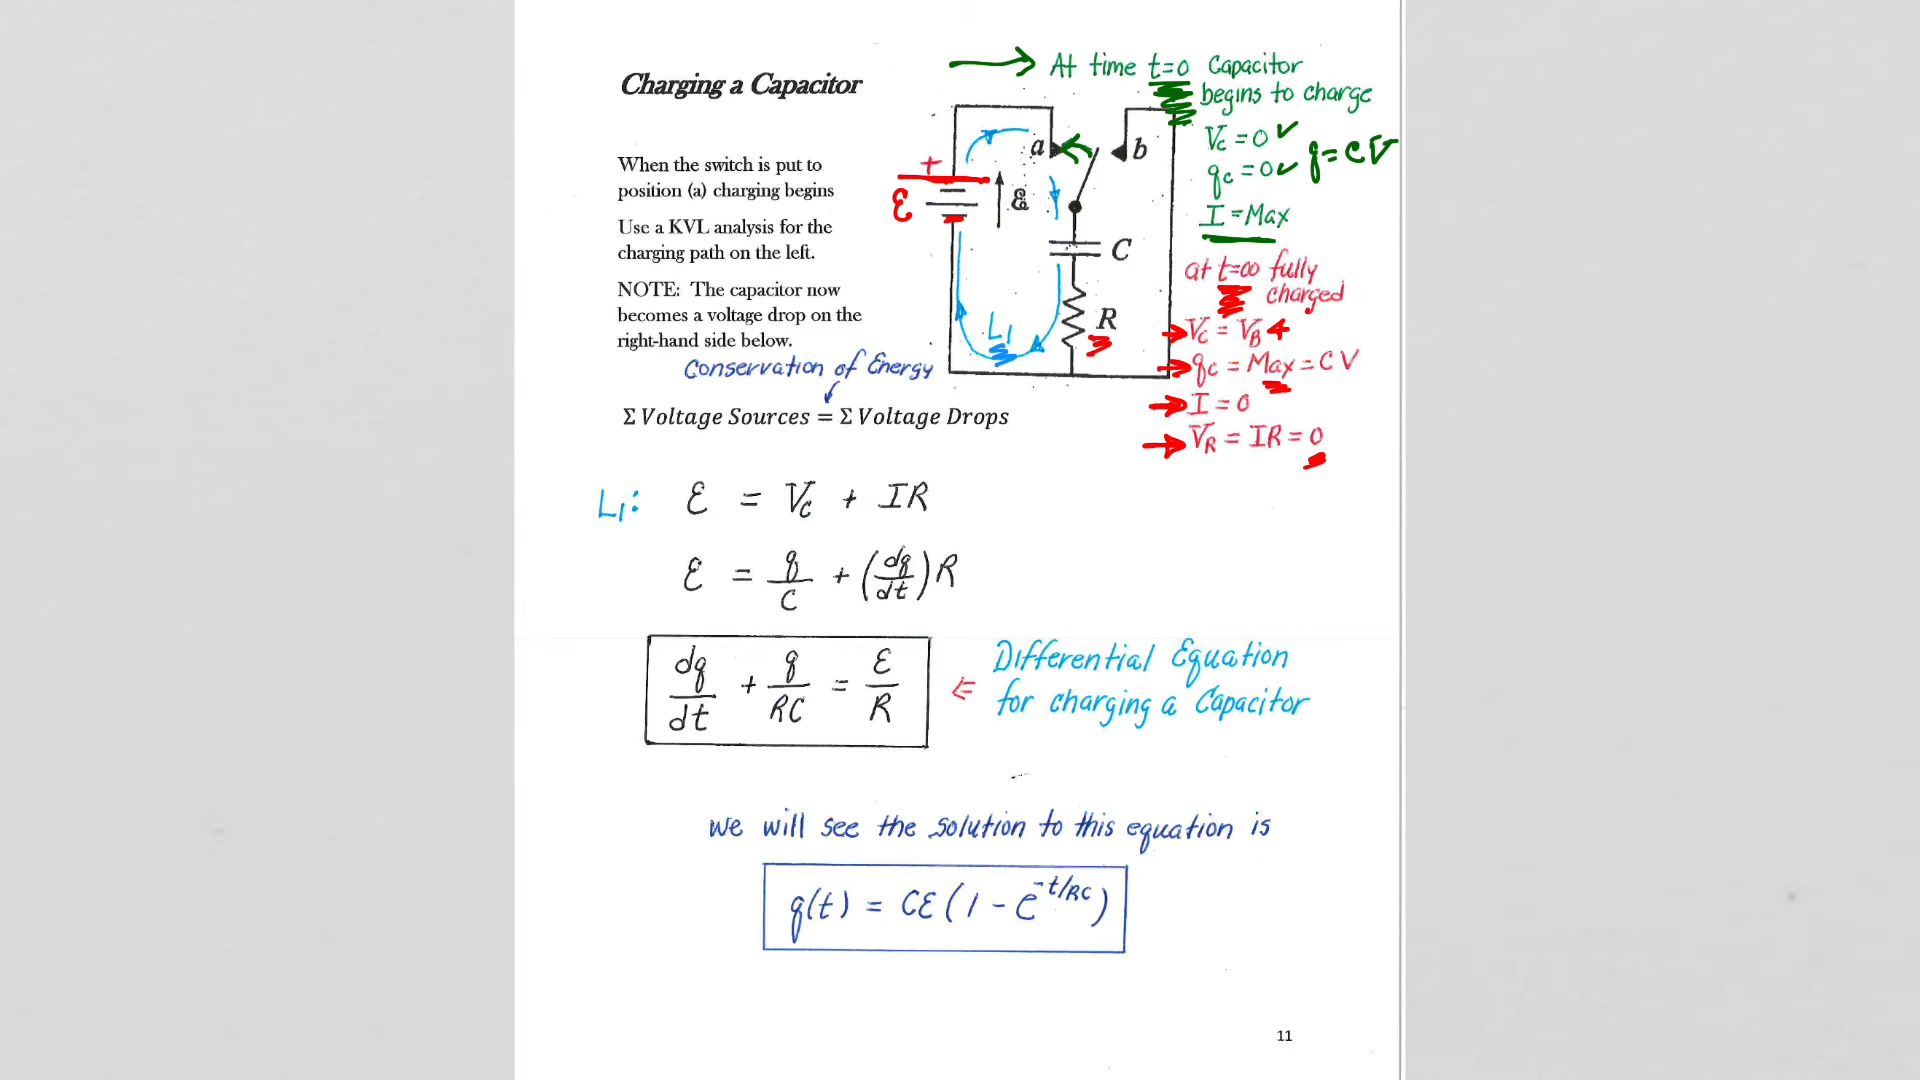 Charging a Capacitor
When the switch is put to
position (a) charging begins
Use a KVL analysis for the
charging path on the left.
NOTE: The capacitor now
becomes a voltage drop on the
right-hand side below.
Conservation of Energy
Σ Voltage Sources = Σ Voltage Drops
+
ℰ
ℰ
a
b
C
R
L₁
At time t=0 Capacitor
begins to charge
Vc = 0 ✓
qc = 0 ✓ q = CV
I = Max
at t=∞ fully
charged
Vc = VB
qc = Max = CV
I = 0
VR = IR = 0
L₁: ℰ = Vc + IR
ℰ = q/C + (dq/dt)R
dq/dt + q/RC = ℰ/R
⇐ Differential Equation
for charging a Capacitor
we will see the solution to this equation is
q(t) = Cℰ(1 - e^-t/RC)
11